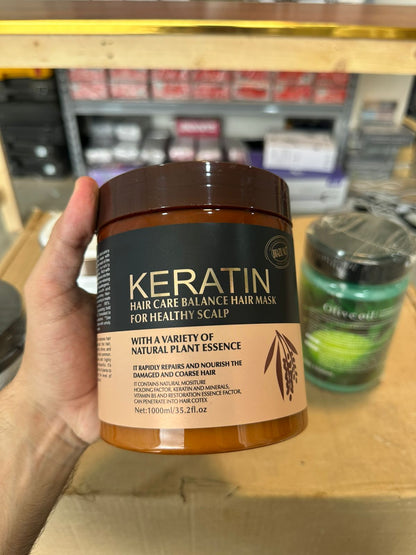 KERATIN
HAIR CARE BALANCE HAIR MASK
FOR HEALTHY SCALP
WITH A VARIETY OF
NATURAL PLANT ESSENCE
IT RAPIDLY REPAIRS AND NOURISH THE
DAMAGED AND COARSE HAIR
IT CONTAINS NATURAL MOISITURE
HOLDING FACTOR, KERATIN AND MINERALS,
VITAMIN B5 AND RESTORATION ESSENCE FACTOR,
CAN PENETRATE INTO HAIR COTEX
Net:1000ml/35.2fl.oz
Olive oil